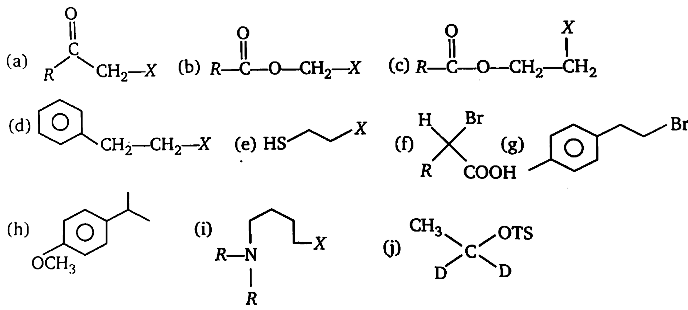 (a) R C O CH₂—X (b) R—C—O—CH₂—X O (c) R—C—O—CH₂—CH₂ O X
(d) CH₂—CH₂—X (e) HS X (f) H Br R COOH (g) Br
(h) OCH₃ (i) R—N X R (j) CH₃ C OTS D D